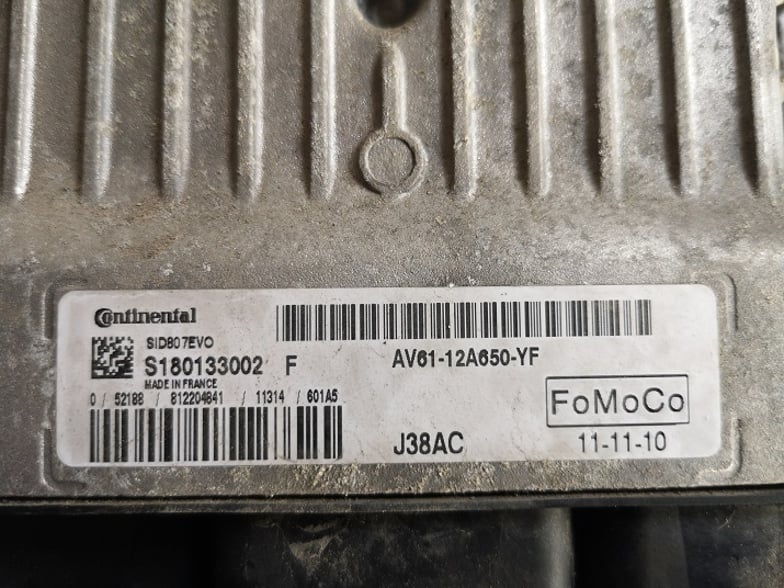 Continental
SID807EVO
S180133002 F
MADE IN FRANCE
0 / 52188 / 812204841 / 11314 / 601A5
AV61-12A650-YF
FoMoCo
J38AC
11-11-10